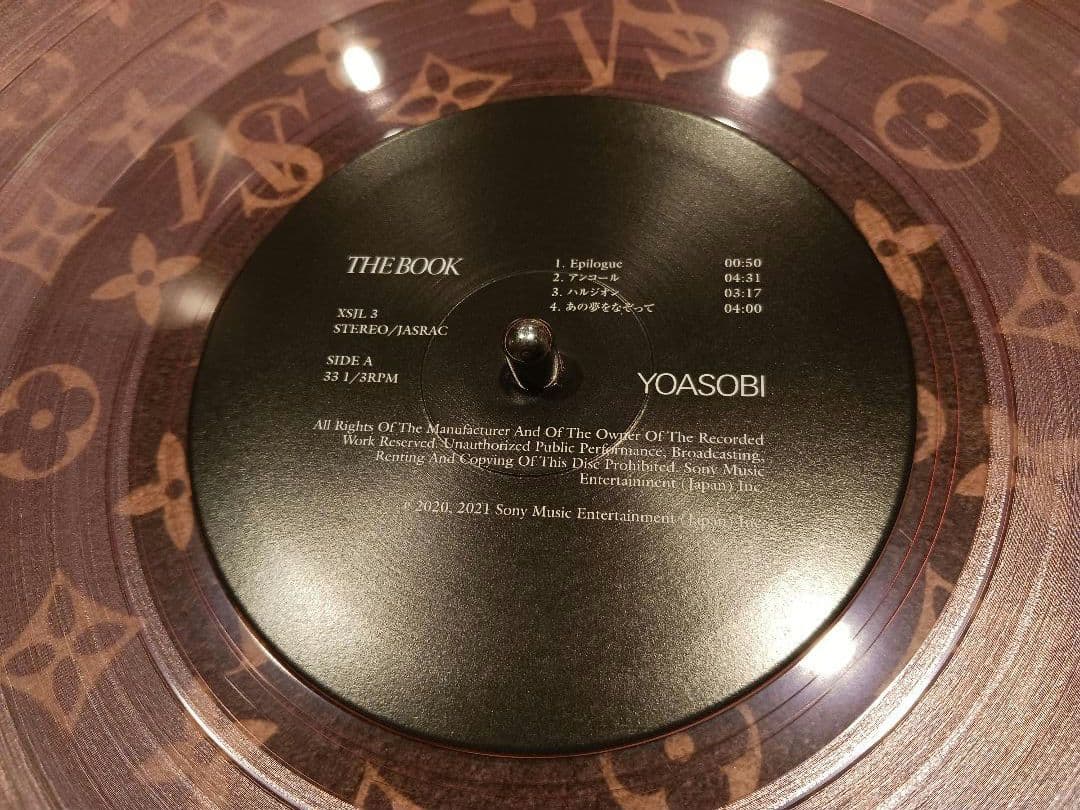 THE BOOK
1. Epilogue 00:50
2. アンコール 04:31
3. ハルジオン 03:17
4. あの夢をなぞって 04:00
XSJL 3
STEREO/JASRAC
SIDE A
33 1/3RPM
YOASOBI
All Rights Of The Manufacturer And Of The Owner Of The Recorded
Work Reserved. Unauthorized Public Performance, Broadcasting,
Renting And Copying Of This Disc Prohibited. Sony Music
Entertainment (Japan) Inc.
℗ 2020, 2021 Sony Music Entertainment (Japan) Inc.